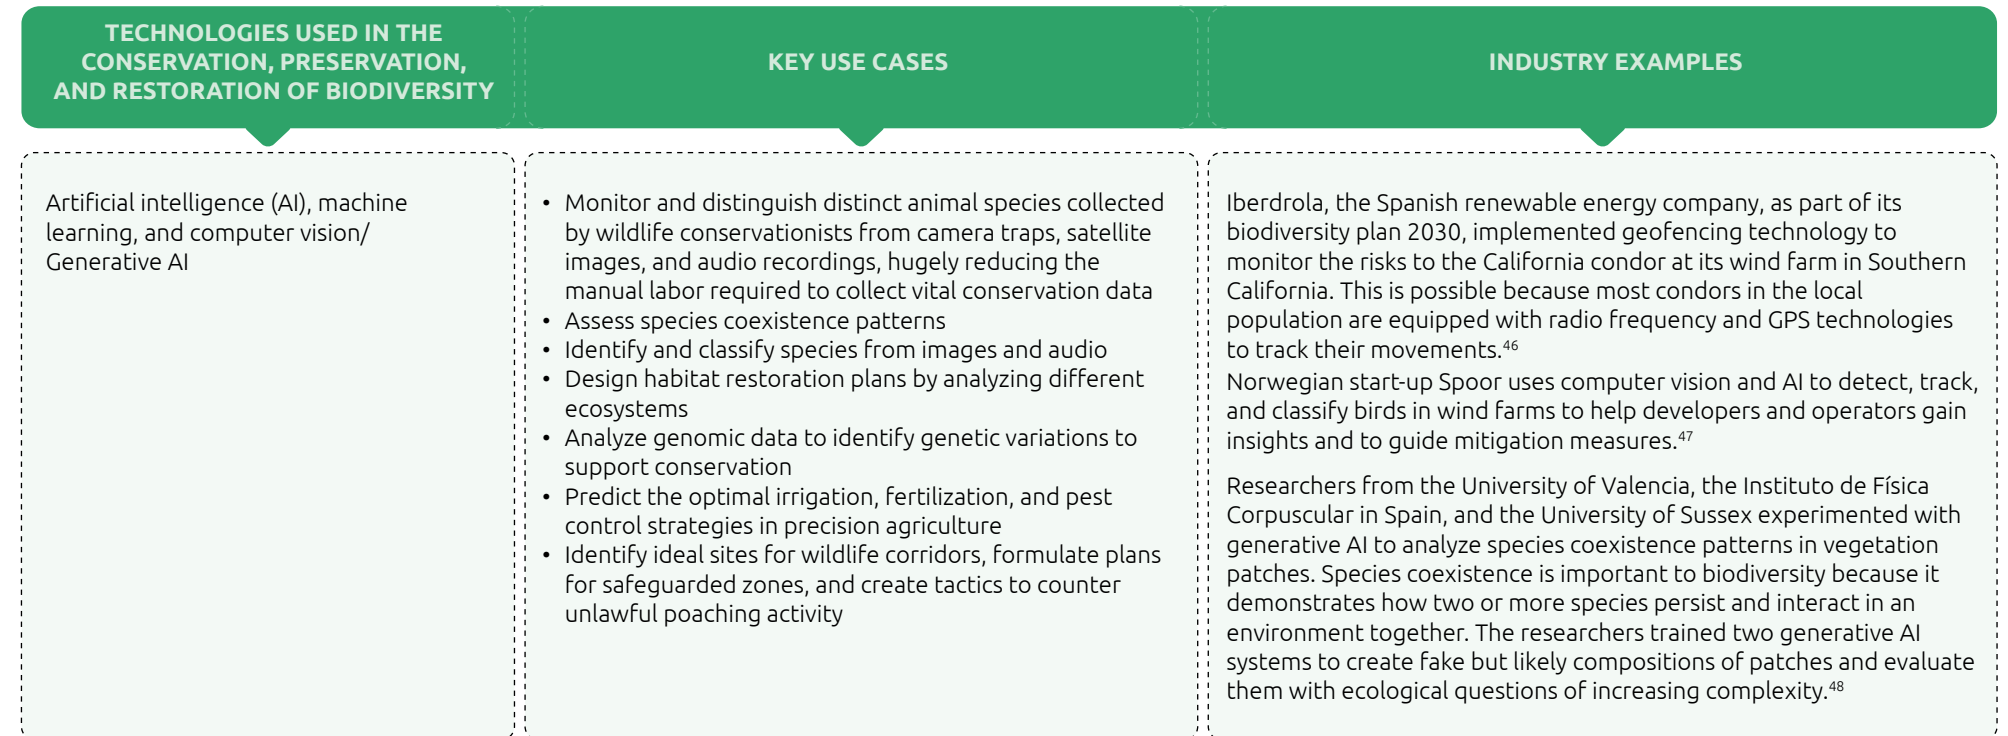 TECHNOLOGIES USED IN THE
CONSERVATION, PRESERVATION,
AND RESTORATION OF BIODIVERSITY
KEY USE CASES
INDUSTRY EXAMPLES
Artificial intelligence (AI), machine
learning, and computer vision/
Generative AI
• Monitor and distinguish distinct animal species collected
by wildlife conservationists from camera traps, satellite
images, and audio recordings, hugely reducing the
manual labor required to collect vital conservation data
• Assess species coexistence patterns
• Identify and classify species from images and audio
• Design habitat restoration plans by analyzing different
ecosystems
• Analyze genomic data to identify genetic variations to
support conservation
• Predict the optimal irrigation, fertilization, and pest
control strategies in precision agriculture
• Identify ideal sites for wildlife corridors, formulate plans
for safeguarded zones, and create tactics to counter
unlawful poaching activity
Iberdrola, the Spanish renewable energy company, as part of its
biodiversity plan 2030, implemented geofencing technology to
monitor the risks to the California condor at its wind farm in Southern
California. This is possible because most condors in the local
population are equipped with radio frequency and GPS technologies
to track their movements.46
Norwegian start-up Spoor uses computer vision and AI to detect, track,
and classify birds in wind farms to help developers and operators gain
insights and to guide mitigation measures.47
Researchers from the University of Valencia, the Instituto de Física
Corpuscular in Spain, and the University of Sussex experimented with
generative AI to analyze species coexistence patterns in vegetation
patches. Species coexistence is important to biodiversity because it
demonstrates how two or more species persist and interact in an
environment together. The researchers trained two generative AI
systems to create fake but likely compositions of patches and evaluate
them with ecological questions of increasing complexity.48